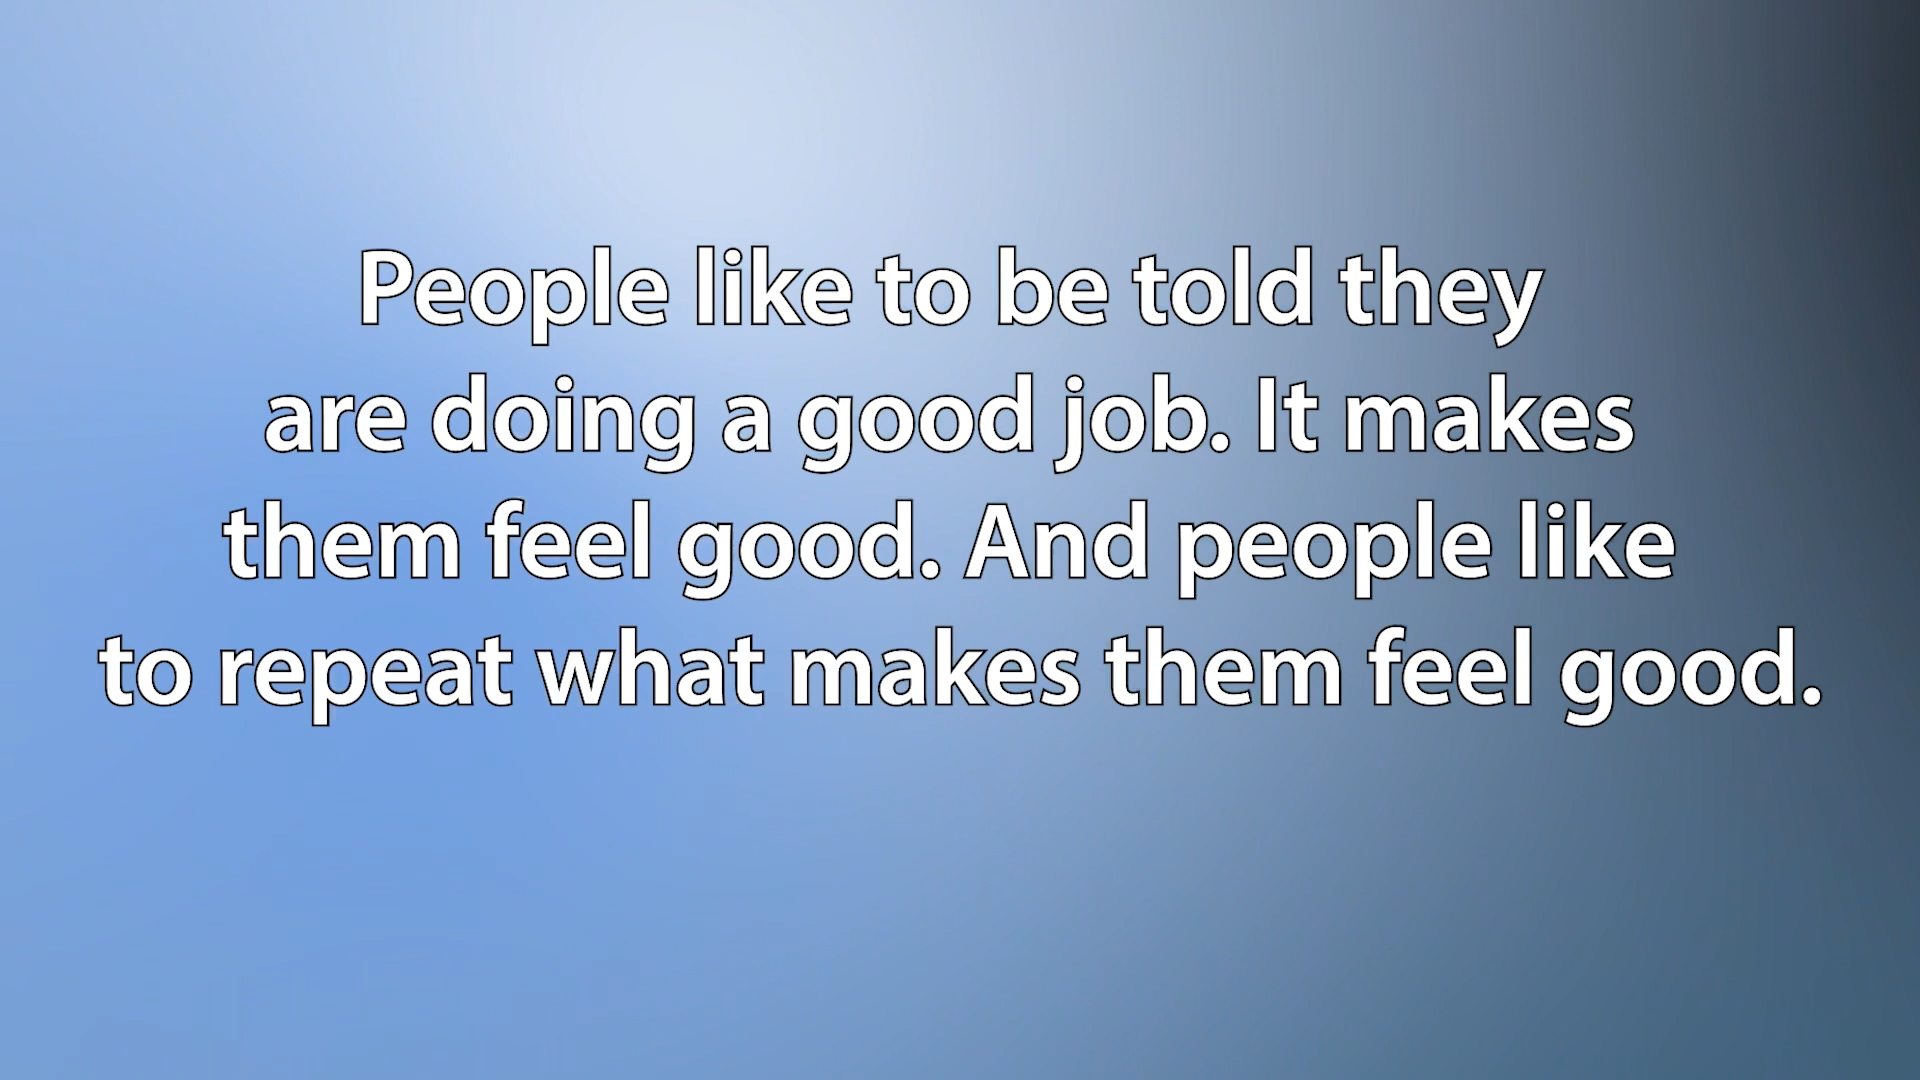 People like to be told they
are doing a good job. It makes
them feel good. And people like
to repeat what makes them feel good.